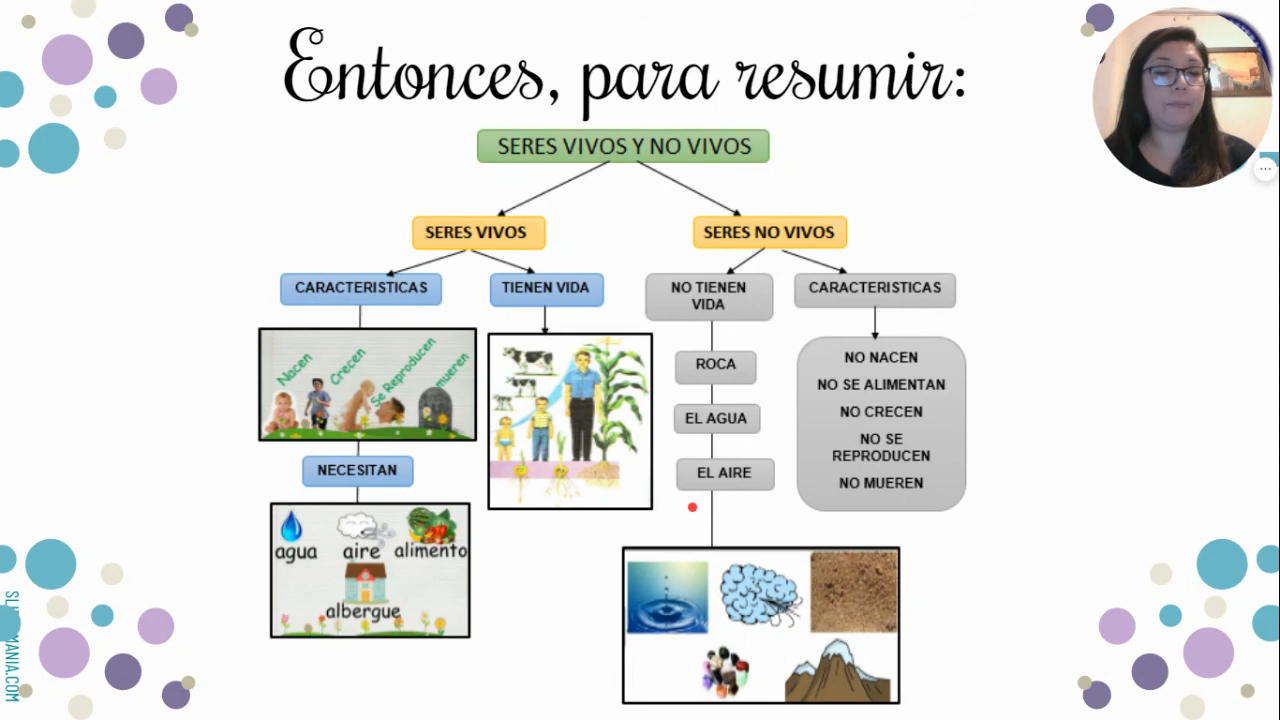 Entonces, para resumir:
SERES VIVOS Y NO VIVOS
SERES VIVOS
SERES NO VIVOS
CARACTERISTICAS
TIENEN VIDA
NO TIENEN
VIDA
CARACTERISTICAS
Nacen
Crecen
Se Reproducen
mueren
NECESITAN
agua
aire
alimento
albergue
ROCA
EL AGUA
EL AIRE
NO NACEN
NO SE ALIMENTAN
NO CRECEN
NO SE
REPRODUCEN
NO MUEREN